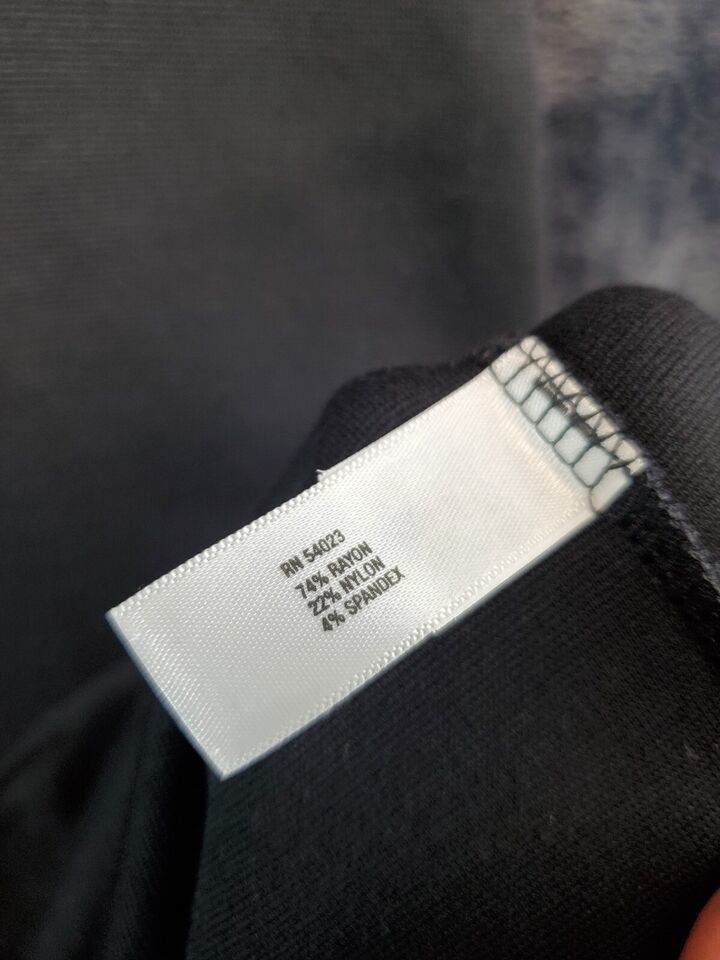 RN 54023
74% RAYON
22% NYLON
4% SPANDEX